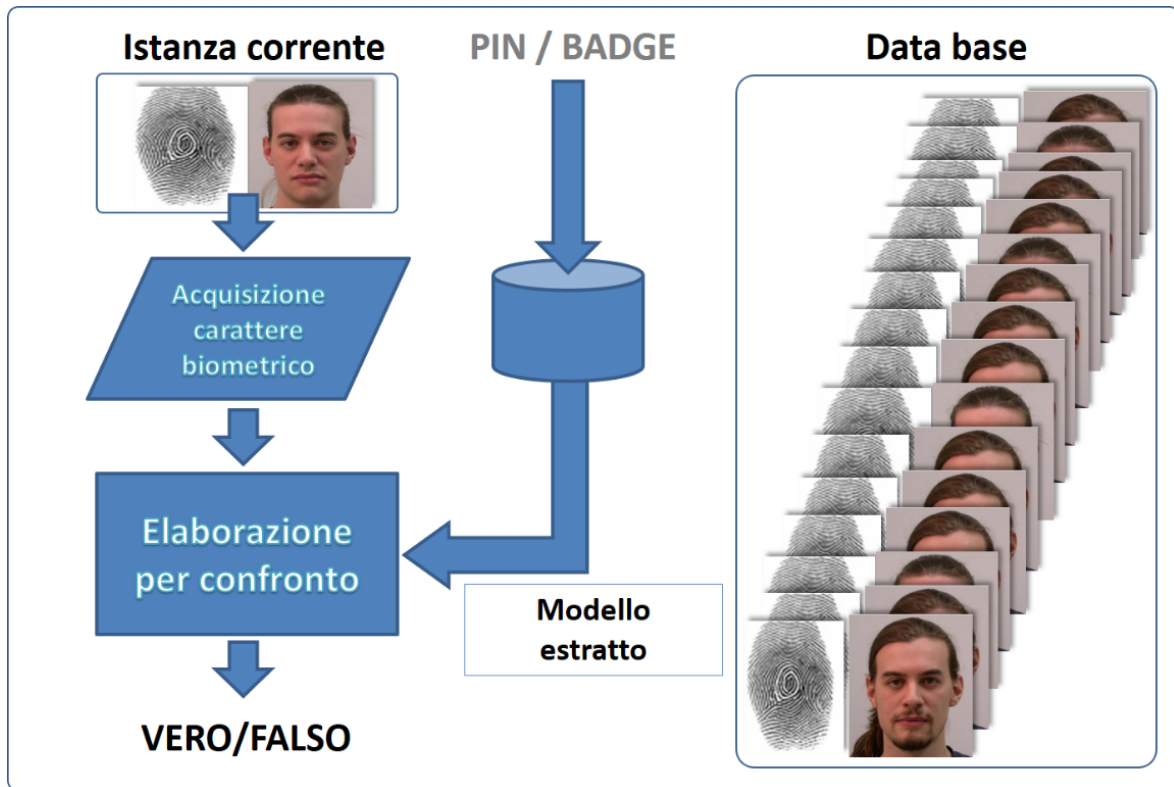 Istanza corrente
PIN / BADGE
Data base
Acquisizione
carattere
biometrico
Elaborazione
per confronto
Modello
estratto
VERO/FALSO